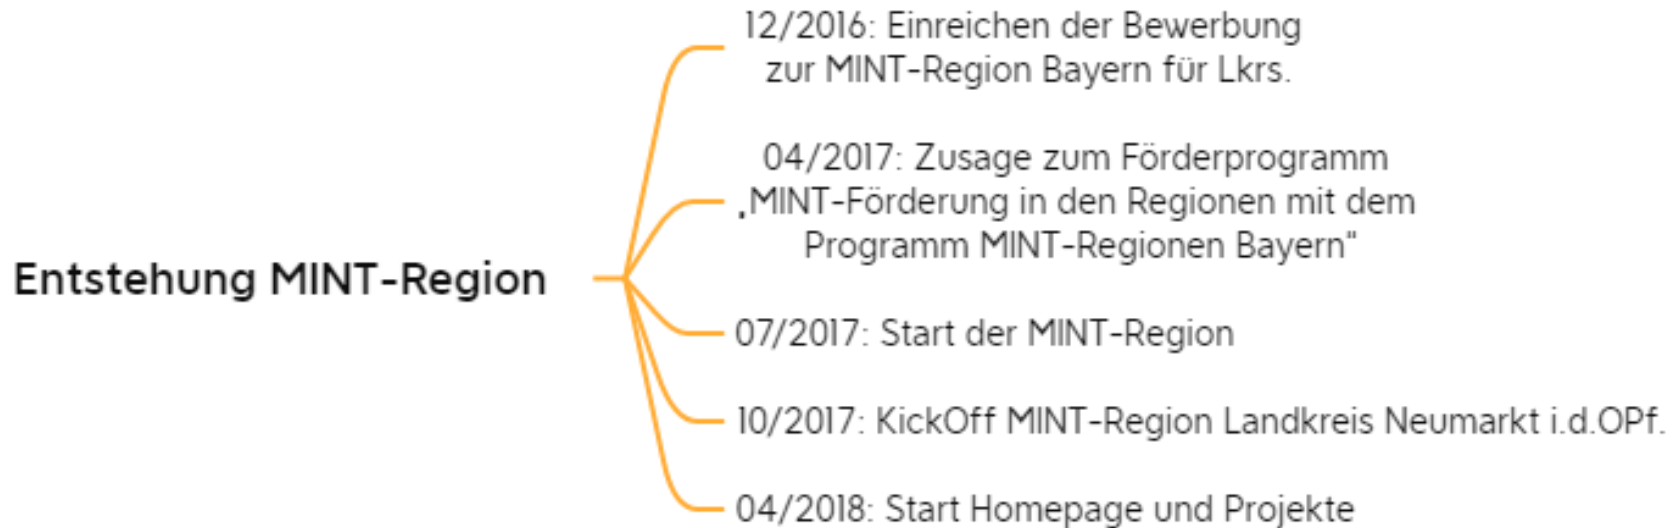 Entstehung MINT-Region
12/2016: Einreichen der Bewerbung
zur MINT-Region Bayern für Lkrs.
04/2017: Zusage zum Förderprogramm
„MINT-Förderung in den Regionen mit dem
Programm MINT-Regionen Bayern"
07/2017: Start der MINT-Region
10/2017: KickOff MINT-Region Landkreis Neumarkt i.d.OPf.
04/2018: Start Homepage und Projekte